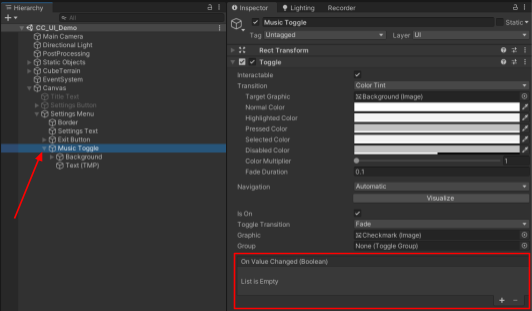 Hierarchy
All
CC_UI_Demo
Main Camera
Directional Light
PostProcessing
Static Objects
CubeTerrain
EventSystem
Canvas
Title Text
Settings Button
Settings Menu
Border
Settings Text
Exit Button
Music Toggle
Background
Text (TMP)
Inspector
Lighting
Recorder
Music Toggle
Static
Tag Untagged
Layer UI
Rect Transform
Toggle
Interactable
Transition Color Tint
Target Graphic Background (Image)
Normal Color
Highlighted Color
Pressed Color
Selected Color
Disabled Color
Color Multiplier 1
Fade Duration 0.1
Navigation Automatic
Visualize
Is On
Toggle Transition Fade
Graphic Checkmark (Image)
Group None (Toggle Group)
On Value Changed (Boolean)
List is Empty